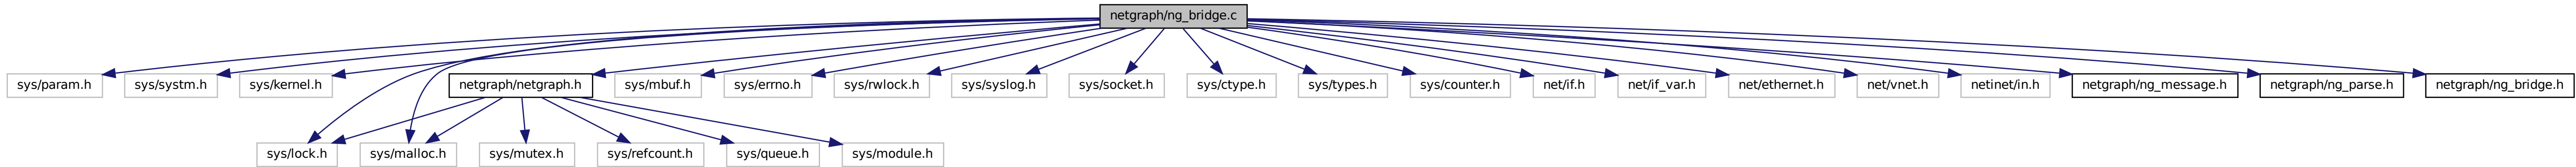 netgraph/ng_bridge.c
sys/param.h
sys/systm.h
sys/kernel.h
netgraph/netgraph.h
sys/mbuf.h
sys/errno.h
sys/rwlock.h
sys/syslog.h
sys/socket.h
sys/ctype.h
sys/types.h
sys/counter.h
net/if.h
net/if_var.h
net/ethernet.h
net/vnet.h
netinet/in.h
netgraph/ng_message.h
netgraph/ng_parse.h
netgraph/ng_bridge.h
sys/lock.h
sys/malloc.h
sys/mutex.h
sys/refcount.h
sys/queue.h
sys/module.h